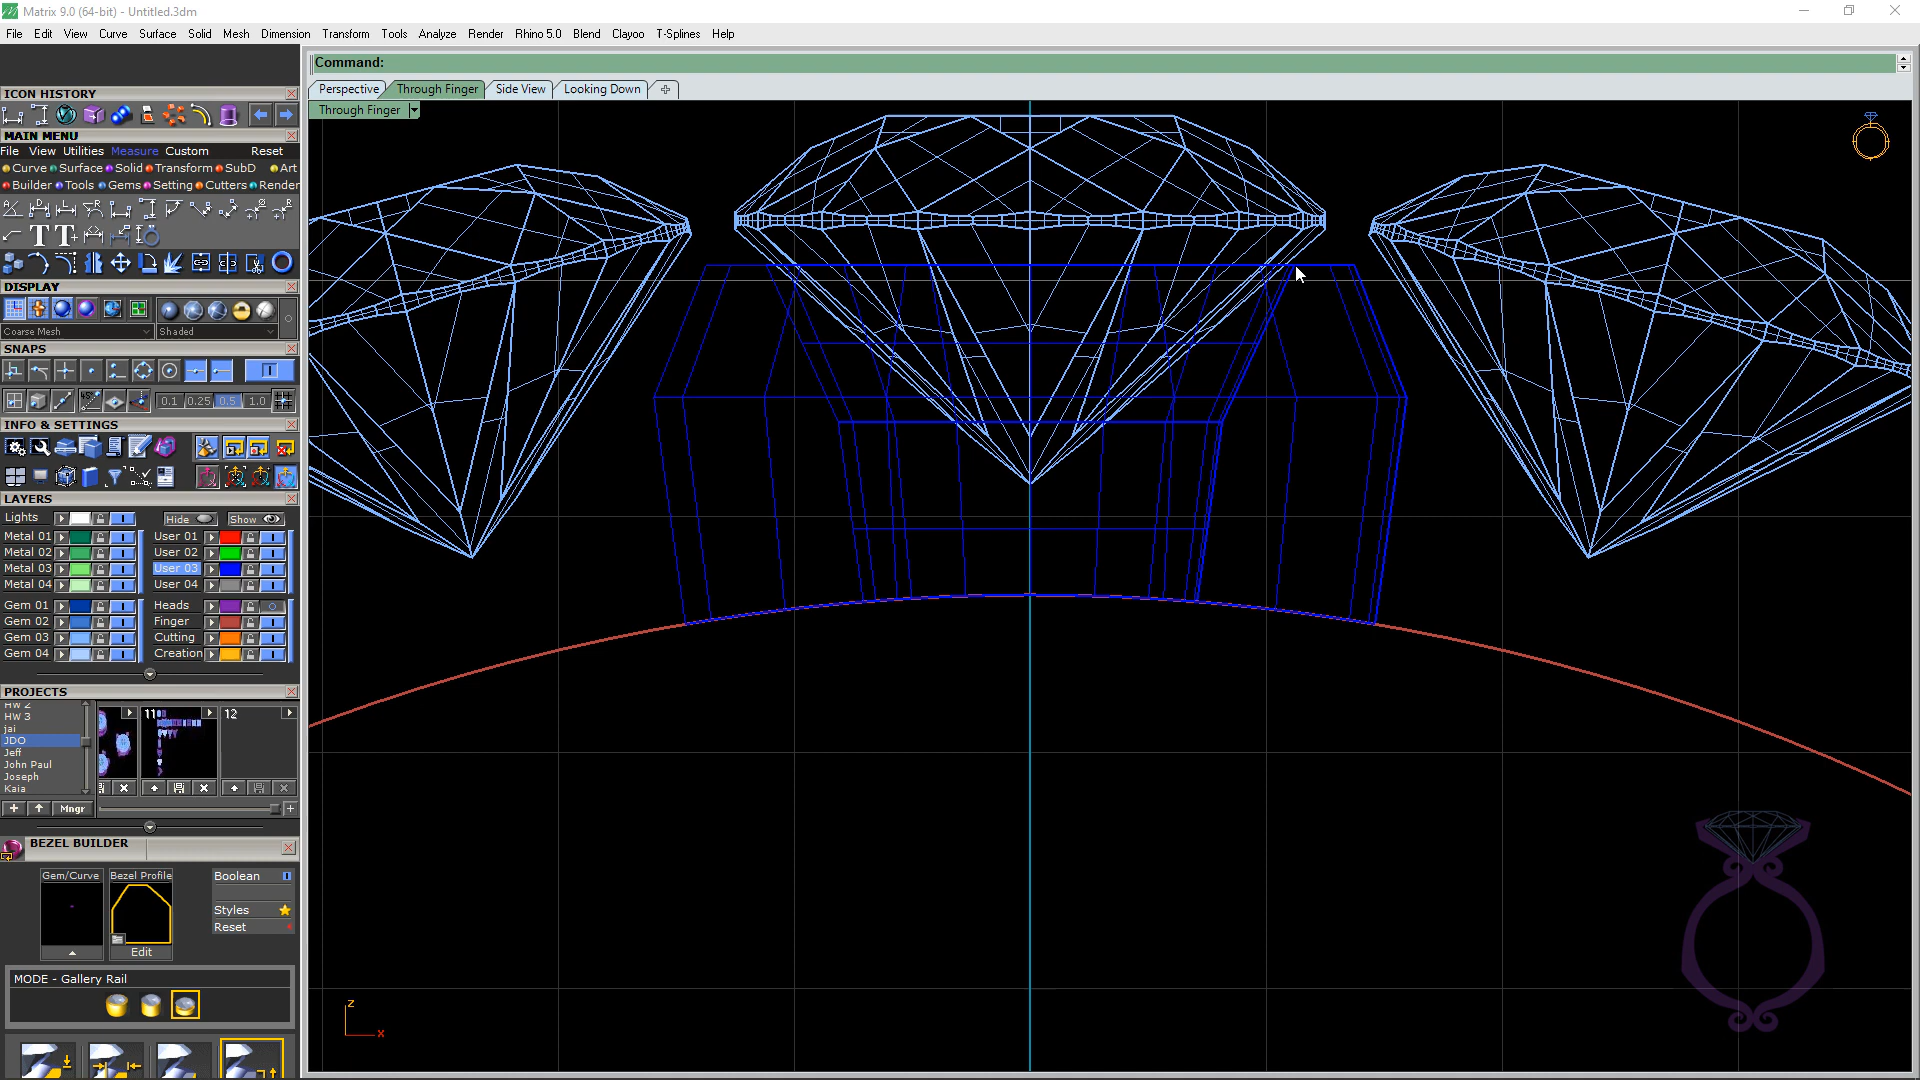 Matrix 9.0 (64-bit) - Untitled.3dm
File Edit View Curve Surface Solid Mesh Dimension Transform Tools Analyze Render Rhino 5.0 Blend Clayoo T-Splines Help
Command:
Perspective Through Finger Side View Looking Down
Through Finger
ICON HISTORY
MAIN MENU
File View Utilities Measure Custom Reset
Curve Surface Solid Transform SubD Art
Builder Tools Gems Setting Cutters Render
DISPLAY
Coarse Mesh Shaded
SNAPS
0.1 0.25 0.5 1.0
INFO & SETTINGS
LAYERS
Lights Hide Show
Metal 01 User 01
Metal 02 User 02
Metal 03 User 03
Metal 04 User 04
Gem 01 Heads
Gem 02 Finger
Gem 03 Cutting
Gem 04 Creation
PROJECTS
HW 2
HW 3
jai
JDO
Jeff
John Paul
Joseph
Kaia
11 12
Mngr
BEZEL BUILDER
Gem/Curve Bezel Profile Boolean
Styles
Reset
Edit
MODE - Gallery Rail
z
x